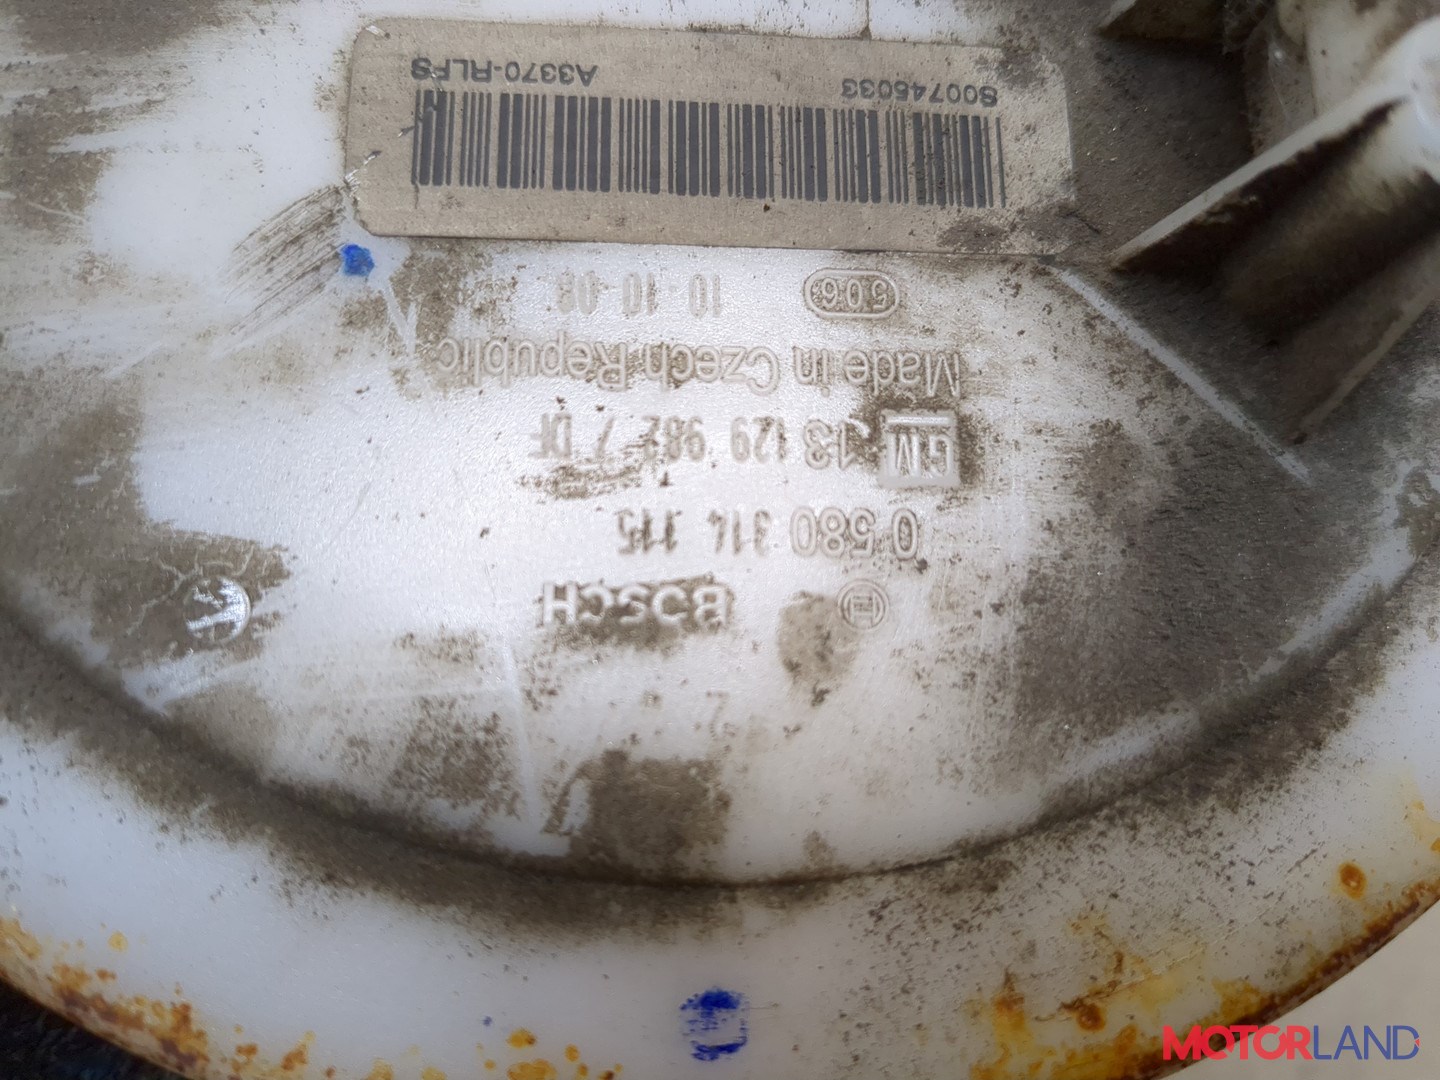 BOSCH
0 580 314 115
GM 13 129 982 7 DF
Made in Czech Republic
506 10 10 08
S00745033 A3370-RLFS
MOTORLAND